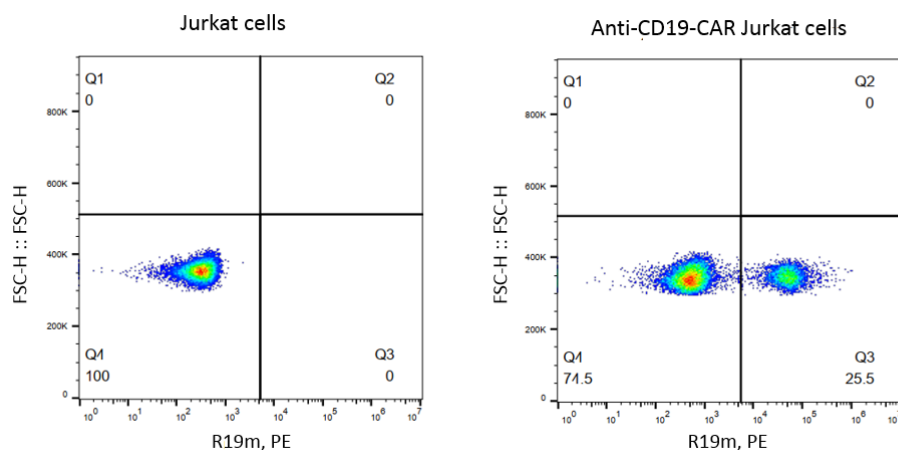 Jurkat cells
Q1
0
Q2
0
800K
600K
400K
200K
0
Q4
100
Q3
0
10^0 10^1 10^2 10^3 10^4 10^5 10^6 10^7
FSC-H :: FSC-H
R19m, PE
Anti-CD19-CAR Jurkat cells
Q1
0
Q2
0
800K
600K
400K
200K
0
Q4
74.5
Q3
25.5
10^0 10^1 10^2 10^3 10^4 10^5 10^6 10^7
FSC-H :: FSC-H
R19m, PE